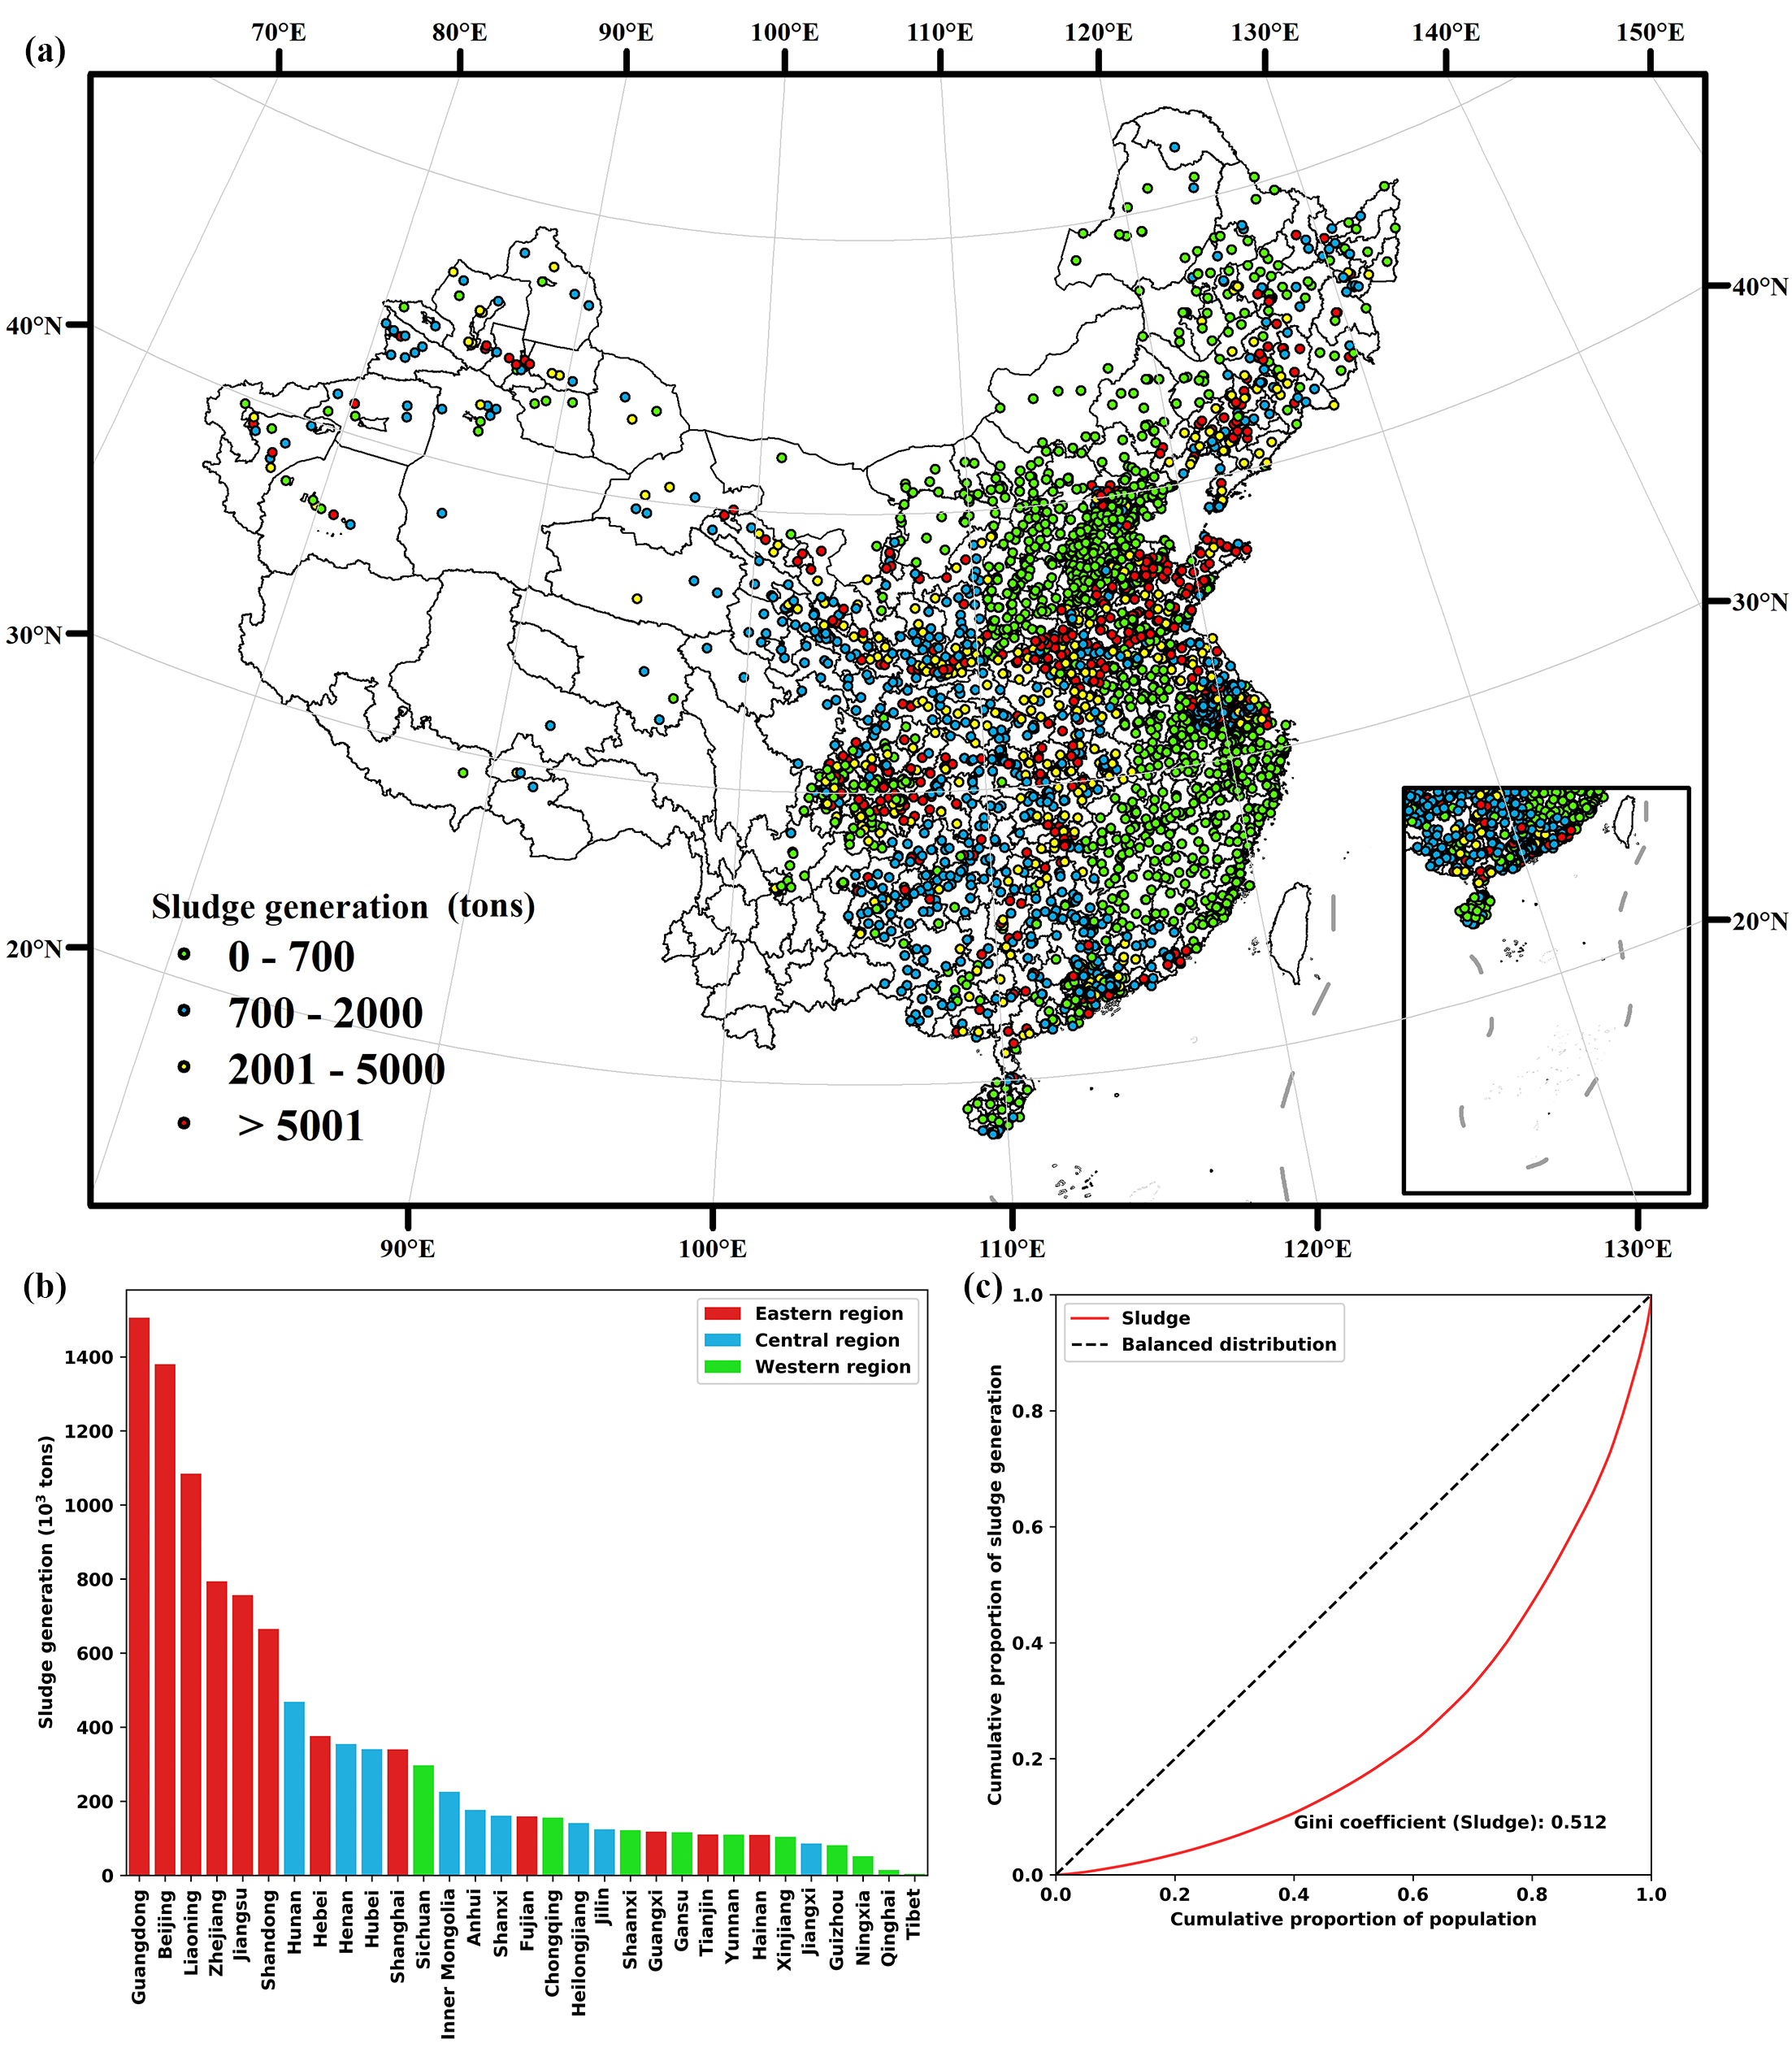 (a)
70°E 80°E 90°E 100°E 110°E 120°E 130°E 140°E 150°E
40°N
40°N
30°N
30°N
20°N
20°N
Sludge generation (tons)
0 - 700
700 - 2000
2001 - 5000
> 5001
90°E 100°E 110°E 120°E 130°E
(b)
Eastern region
Central region
Western region
Sludge generation (10³ tons)
1400
1200
1000
800
600
400
200
0
Guangdong
Beijing
Liaoning
Zhejiang
Jiangsu
Shandong
Hunan
Hebei
Henan
Hubei
Shanghai
Sichuan
Inner Mongolia
Anhui
Shanxi
Fujian
Chongqing
Heilongjiang
Jilin
Shaanxi
Guangxi
Gansu
Tianjin
Yunnan
Hainan
Xinjiang
Jiangxi
Guizhou
Ningxia
Qinghai
Tibet
(c)
Sludge
Balanced distribution
Cumulative proportion of sludge generation
1.0
0.8
0.6
0.4
0.2
0.0
Gini coefficient (Sludge): 0.512
0.0 0.2 0.4 0.6 0.8 1.0
Cumulative proportion of population